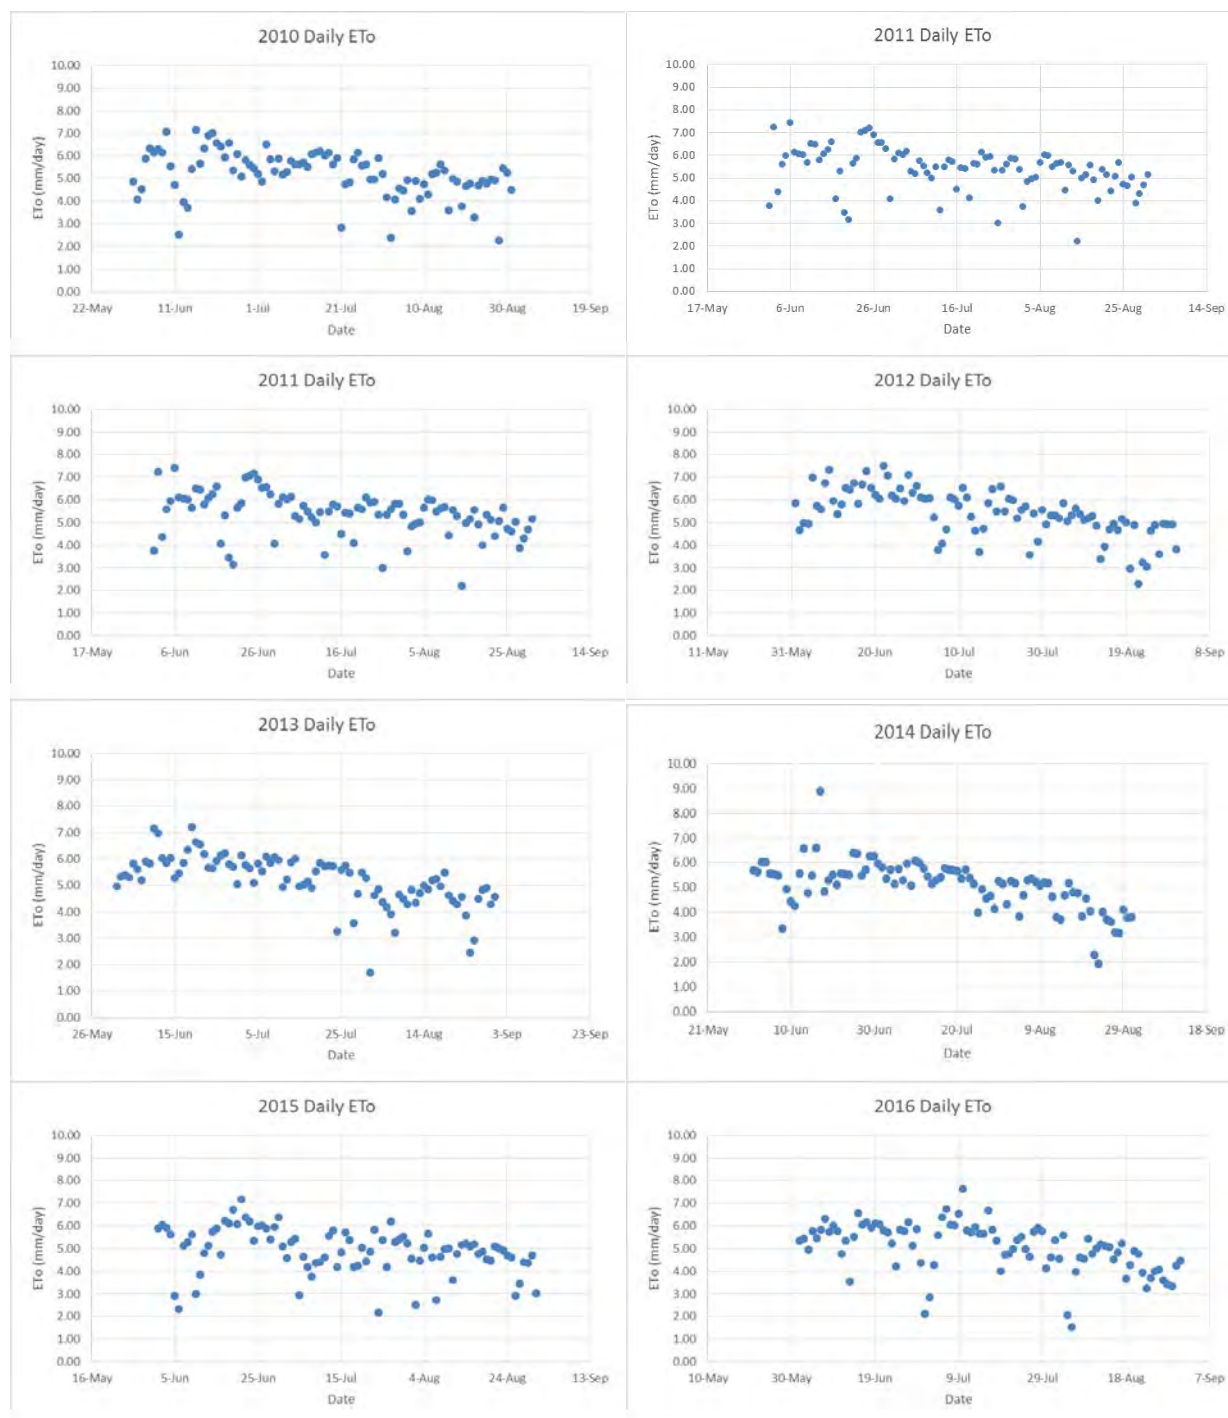 2010 Daily ETo
10.00
9.00
8.00
7.00
6.00
5.00
4.00
3.00
2.00
1.00
0.00
ETo (mm/day)
22-May 11-Jun 1-Jul 21-Jul 10-Aug 30-Aug 19-Sep
Date
2011 Daily ETo
10.00
9.00
8.00
7.00
6.00
5.00
4.00
3.00
2.00
1.00
0.00
ETo (mm/day)
17-May 6-Jun 26-Jun 16-Jul 5-Aug 25-Aug 14-Sep
Date
2011 Daily ETo
10.00
9.00
8.00
7.00
6.00
5.00
4.00
3.00
2.00
1.00
0.00
ETo (mm/day)
17-May 6-Jun 26-Jun 16-Jul 5-Aug 25-Aug 14-Sep
Date
2012 Daily ETo
10.00
9.00
8.00
7.00
6.00
5.00
4.00
3.00
2.00
1.00
0.00
ETo (mm/day)
11-May 31-May 20-Jun 10-Jul 30-Jul 19-Aug 8-Sep
Date
2013 Daily ETo
10.00
9.00
8.00
7.00
6.00
5.00
4.00
3.00
2.00
1.00
0.00
ETo (mm/day)
26-May 15-Jun 5-Jul 25-Jul 14-Aug 3-Sep 23-Sep
Date
2014 Daily ETo
10.00
9.00
8.00
7.00
6.00
5.00
4.00
3.00
2.00
1.00
0.00
ETo (mm/day)
21-May 10-Jun 30-Jun 20-Jul 9-Aug 29-Aug 18-Sep
Date
2015 Daily ETo
10.00
9.00
8.00
7.00
6.00
5.00
4.00
3.00
2.00
1.00
0.00
ETo (mm/day)
16-May 5-Jun 25-Jun 15-Jul 4-Aug 24-Aug 13-Sep
Date
2016 Daily ETo
10.00
9.00
8.00
7.00
6.00
5.00
4.00
3.00
2.00
1.00
0.00
ETo (mm/day)
10-May 30-May 19-Jun 9-Jul 29-Jul 18-Aug 7-Sep
Date